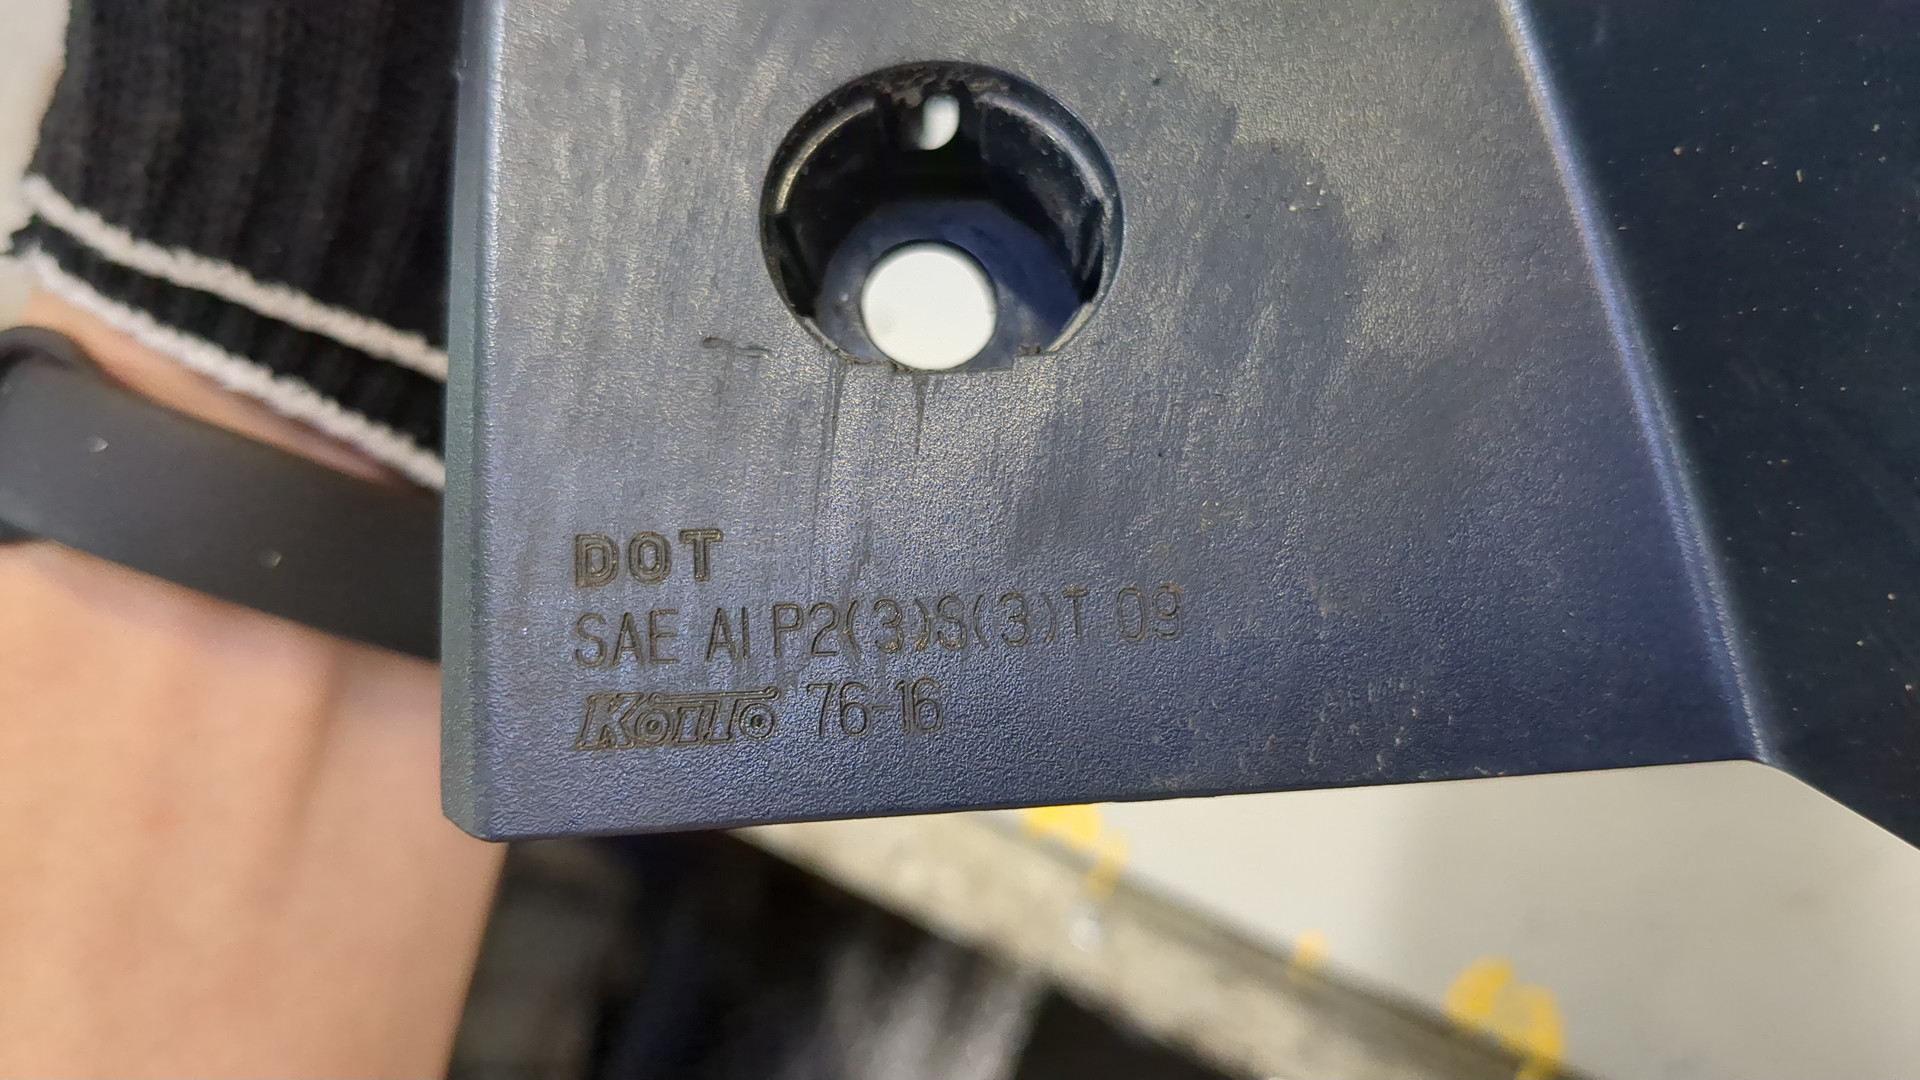 DOT
SAE AI P2(3)S(3)T 09
KOITO 76-16